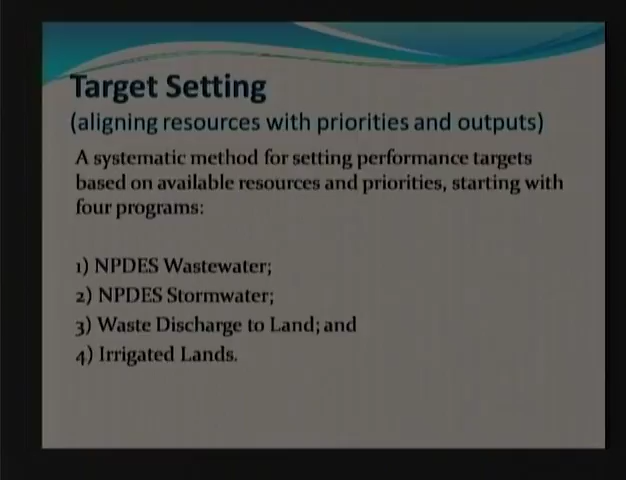 Target Setting
(aligning resources with priorities and outputs)
A systematic method for setting performance targets
based on available resources and priorities, starting with
four programs:
1) NPDES Wastewater;
2) NPDES Stormwater;
3) Waste Discharge to Land; and
4) Irrigated Lands.